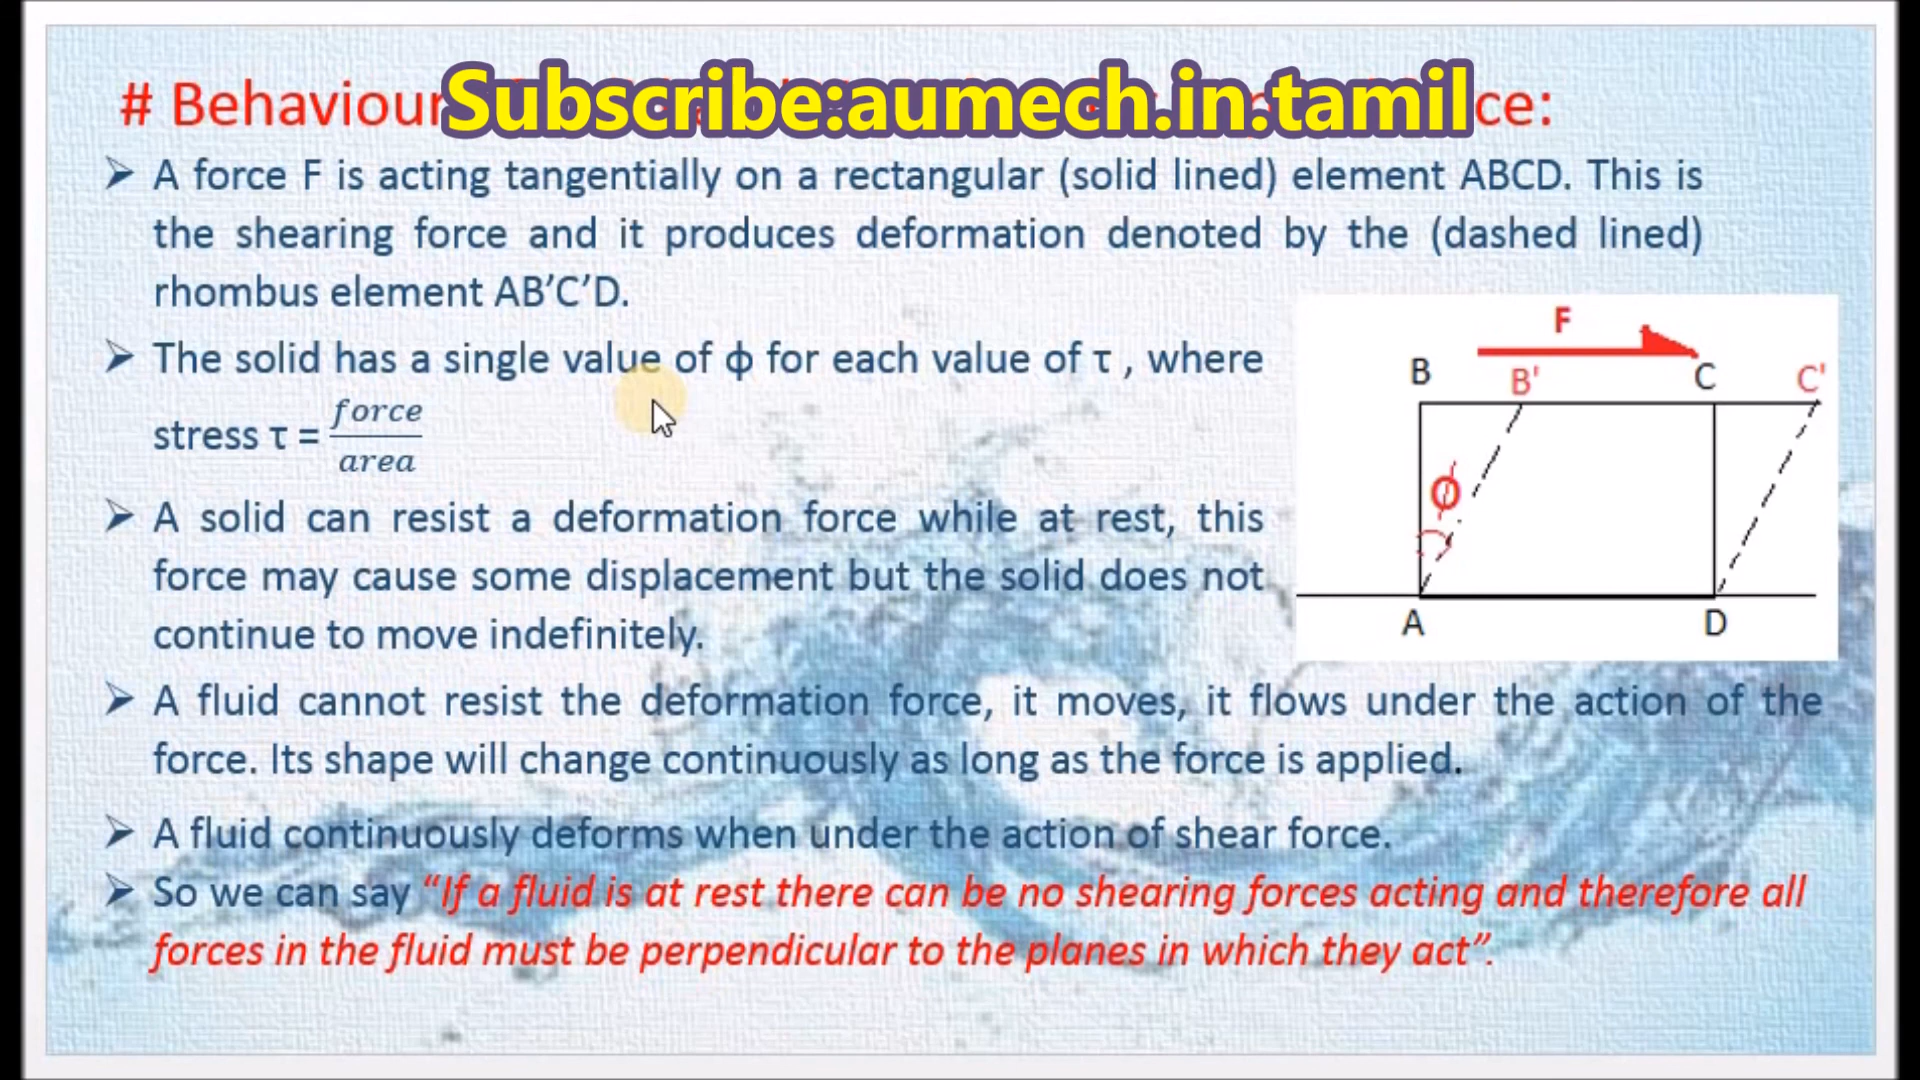 # Behaviour
Subscribe:aumech.in.tamil
ce:
➢ A force F is acting tangentially on a rectangular (solid lined) element ABCD. This is
the shearing force and it produces deformation denoted by the (dashed lined)
rhombus element AB’C’D.
➢ The solid has a single value of ф for each value of τ , where
stress τ = force/area
➢ A solid can resist a deformation force while at rest, this
force may cause some displacement but the solid does not
continue to move indefinitely.
F
B
B'
C
C'
ϕ
A
D
➢ A fluid cannot resist the deformation force, it moves, it flows under the action of the
force. Its shape will change continuously as long as the force is applied.
➢ A fluid continuously deforms when under the action of shear force.
➢ So we can say “If a fluid is at rest there can be no shearing forces acting and therefore all
forces in the fluid must be perpendicular to the planes in which they act”.